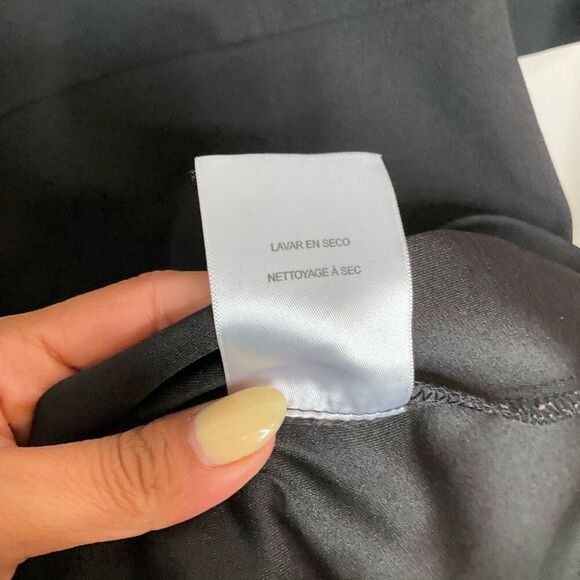 LAVAR EN SECO
NETTOYAGE À SEC